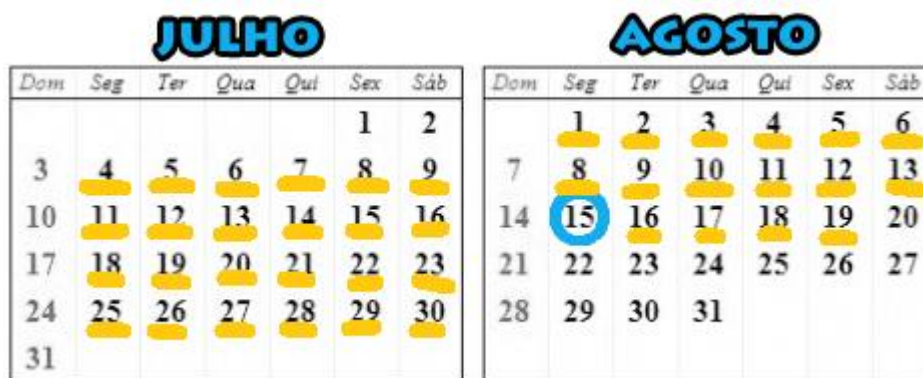 JULHO
Dom Seg Ter Qua Qui Sex Sáb
1 2
3 4 5 6 7 8 9
10 11 12 13 14 15 16
17 18 19 20 21 22 23
24 25 26 27 28 29 30
31
AGOSTO
Dom Seg Ter Qua Qui Sex Sáb
1 2 3 4 5 6
7 8 9 10 11 12 13
14 15 16 17 18 19 20
21 22 23 24 25 26 27
28 29 30 31